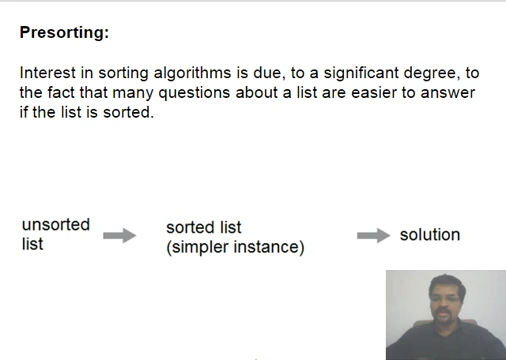 Presorting:
Interest in sorting algorithms is due, to a significant degree, to
the fact that many questions about a list are easier to answer
if the list is sorted.
unsorted
list
sorted list
(simpler instance)
solution